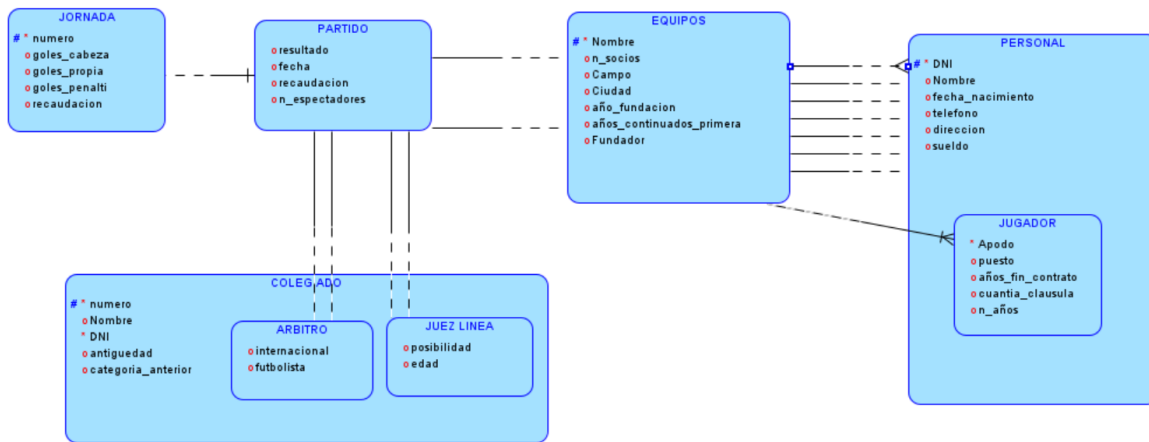 JORNADA
# * numero
o goles_cabeza
o goles_propia
o goles_penalti
o recaudacion
PARTIDO
o resultado
o fecha
o recaudacion
o n_espectadores
EQUIPOS
# * Nombre
o n_socios
o Campo
o Ciudad
o año_fundacion
o años_continuados_primera
o Fundador
PERSONAL
# * DNI
o Nombre
o fecha_nacimiento
o telefono
o direccion
o sueldo
JUGADOR
* Apodo
o puesto
o años_fin_contrato
o cuantia_clausula
o n_años
COLEGIADO
# * numero
o Nombre
* DNI
o antiguedad
o categoria_anterior
ARBITRO
o internacional
o futbolista
JUEZ LINEA
o posibilidad
o edad